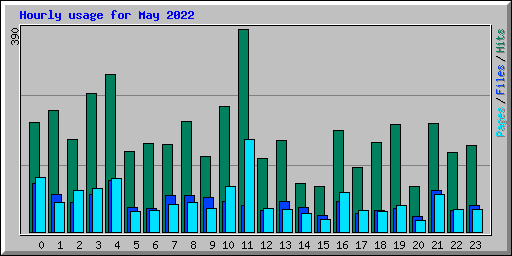 Hourly usage for May 2022
390
Pages/Files/Hits
0 1 2 3 4 5 6 7 8 9 10 11 12 13 14 15 16 17 18 19 20 21 22 23